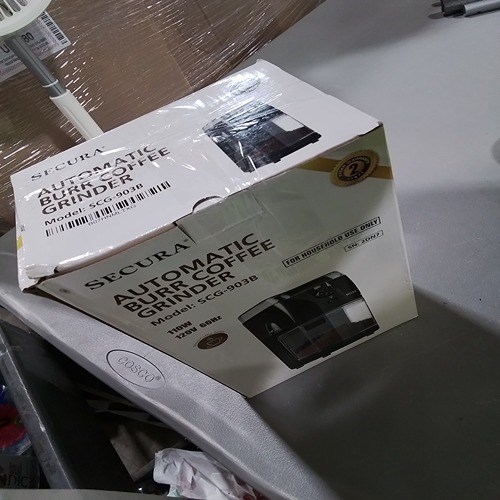 SECURA
AUTOMATIC
BURR COFFEE
GRINDER
Model: SCG-903B
SECURA
AUTOMATIC
BURR COFFEE
GRINDER
Model: SCG-903B
110W
120V 60Hz
FOR HOUSEHOLD USE ONLY
2
COSCO